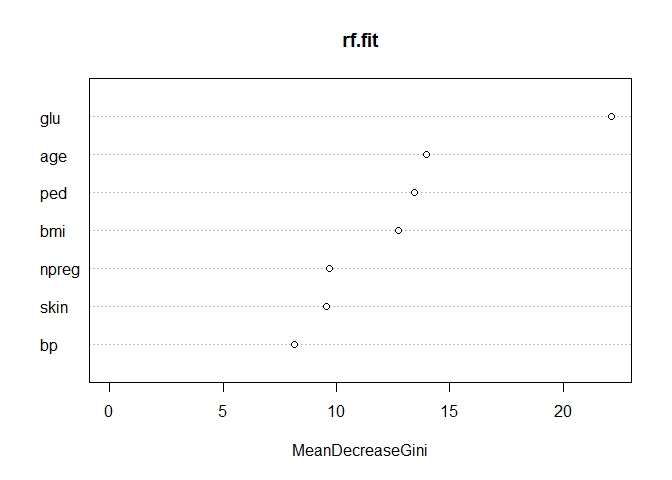 rf.fit
glu
age
ped
bmi
npreg
skin
bp
0 5 10 15 20
MeanDecreaseGini